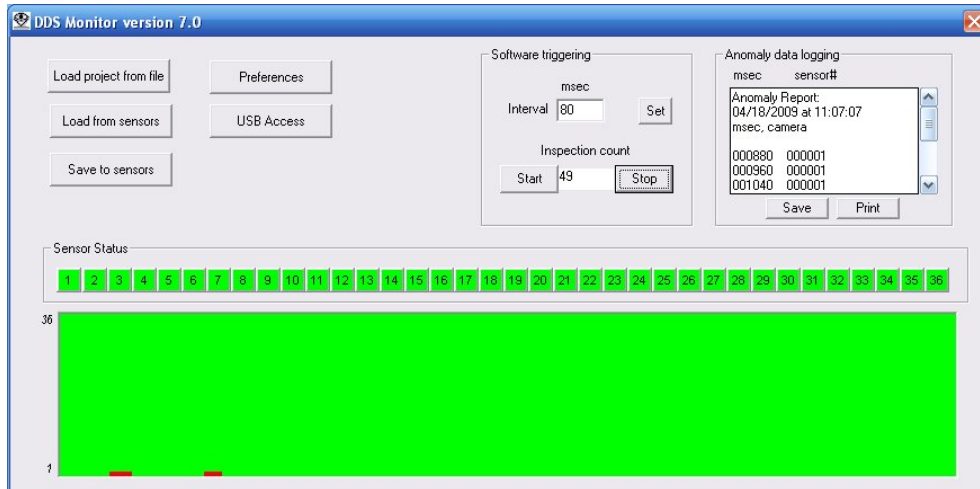 DDS Monitor version 7.0
Load project from file
Preferences
Load from sensors
USB Access
Save to sensors
Software triggering
msec
Interval 80 Set
Inspection count
Start 49 Stop
Anomaly data logging
msec sensor#
Anomaly Report:
04/18/2009 at 11:07:07
msec, camera
000880 000001
000960 000001
001040 000001
Save Print
Sensor Status
1 2 3 4 5 6 7 8 9 10 11 12 13 14 15 16 17 18 19 20 21 22 23 24 25 26 27 28 29 30 31 32 33 34 35 36
36
1